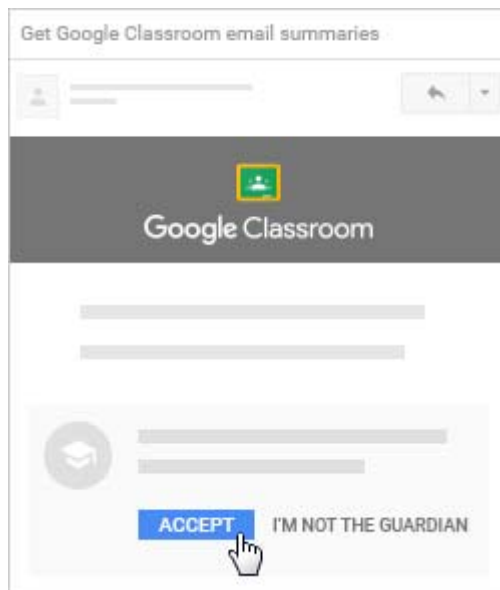 Get Google Classroom email summaries
Google Classroom
ACCEPT I'M NOT THE GUARDIAN